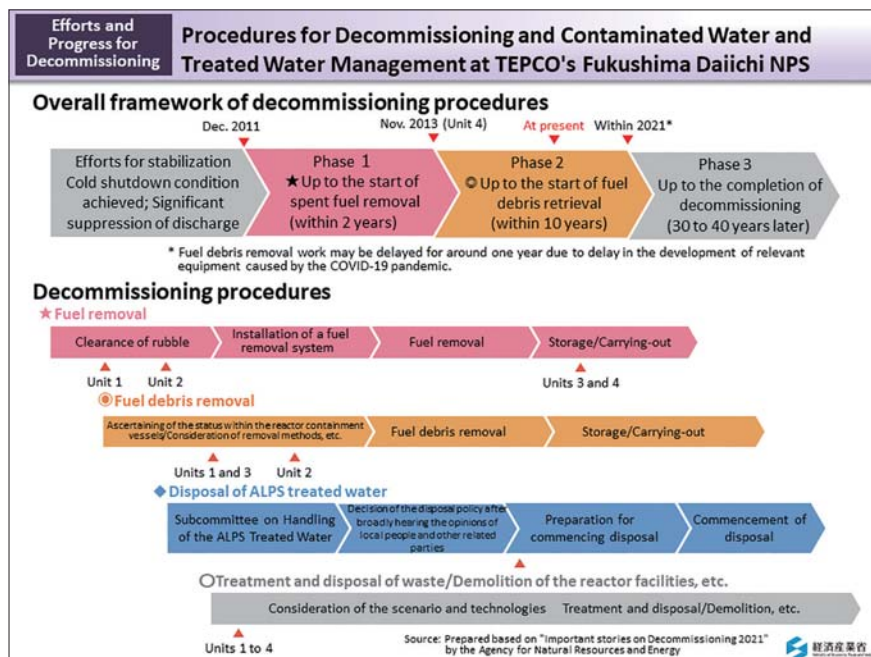 Efforts and
Progress for
Decommissioning
Procedures for Decommissioning and Contaminated Water and
Treated Water Management at TEPCO's Fukushima Daiichi NPS
Overall framework of decommissioning procedures
Dec. 2011
Nov. 2013 (Unit 4)
At present
Within 2021*
Efforts for stabilization
Cold shutdown condition
achieved; Significant
suppression of discharge
Phase 1
★Up to the start of
spent fuel removal
(within 2 years)
Phase 2
◎Up to the start of fuel
debris retrieval
(within 10 years)
Phase 3
Up to the completion of
decommissioning
(30 to 40 years later)
* Fuel debris removal work may be delayed for around one year due to delay in the development of relevant
equipment caused by the COVID-19 pandemic.
Decommissioning procedures
★Fuel removal
Clearance of rubble
Installation of a fuel
removal system
Fuel removal
Storage/Carrying-out
Unit 1
Unit 2
Units 3 and 4
◎Fuel debris removal
Ascertaining of the status within the reactor containment
vessels/Consideration of removal methods, etc.
Fuel debris removal
Storage/Carrying-out
Units 1 and 3
Unit 2
◆Disposal of ALPS treated water
Subcommittee on Handling
of the ALPS Treated Water
Decision of the disposal policy after
broadly hearing the opinions of
local people and other related
parties
Preparation for
commencing disposal
Commencement of
disposal
○Treatment and disposal of waste/Demolition of the reactor facilities, etc.
Consideration of the scenario and technologies
Treatment and disposal/Demolition, etc.
Units 1 to 4
Source: Prepared based on "Important stories on Decommissioning 2021"
by the Agency for Natural Resources and Energy
経済産業省